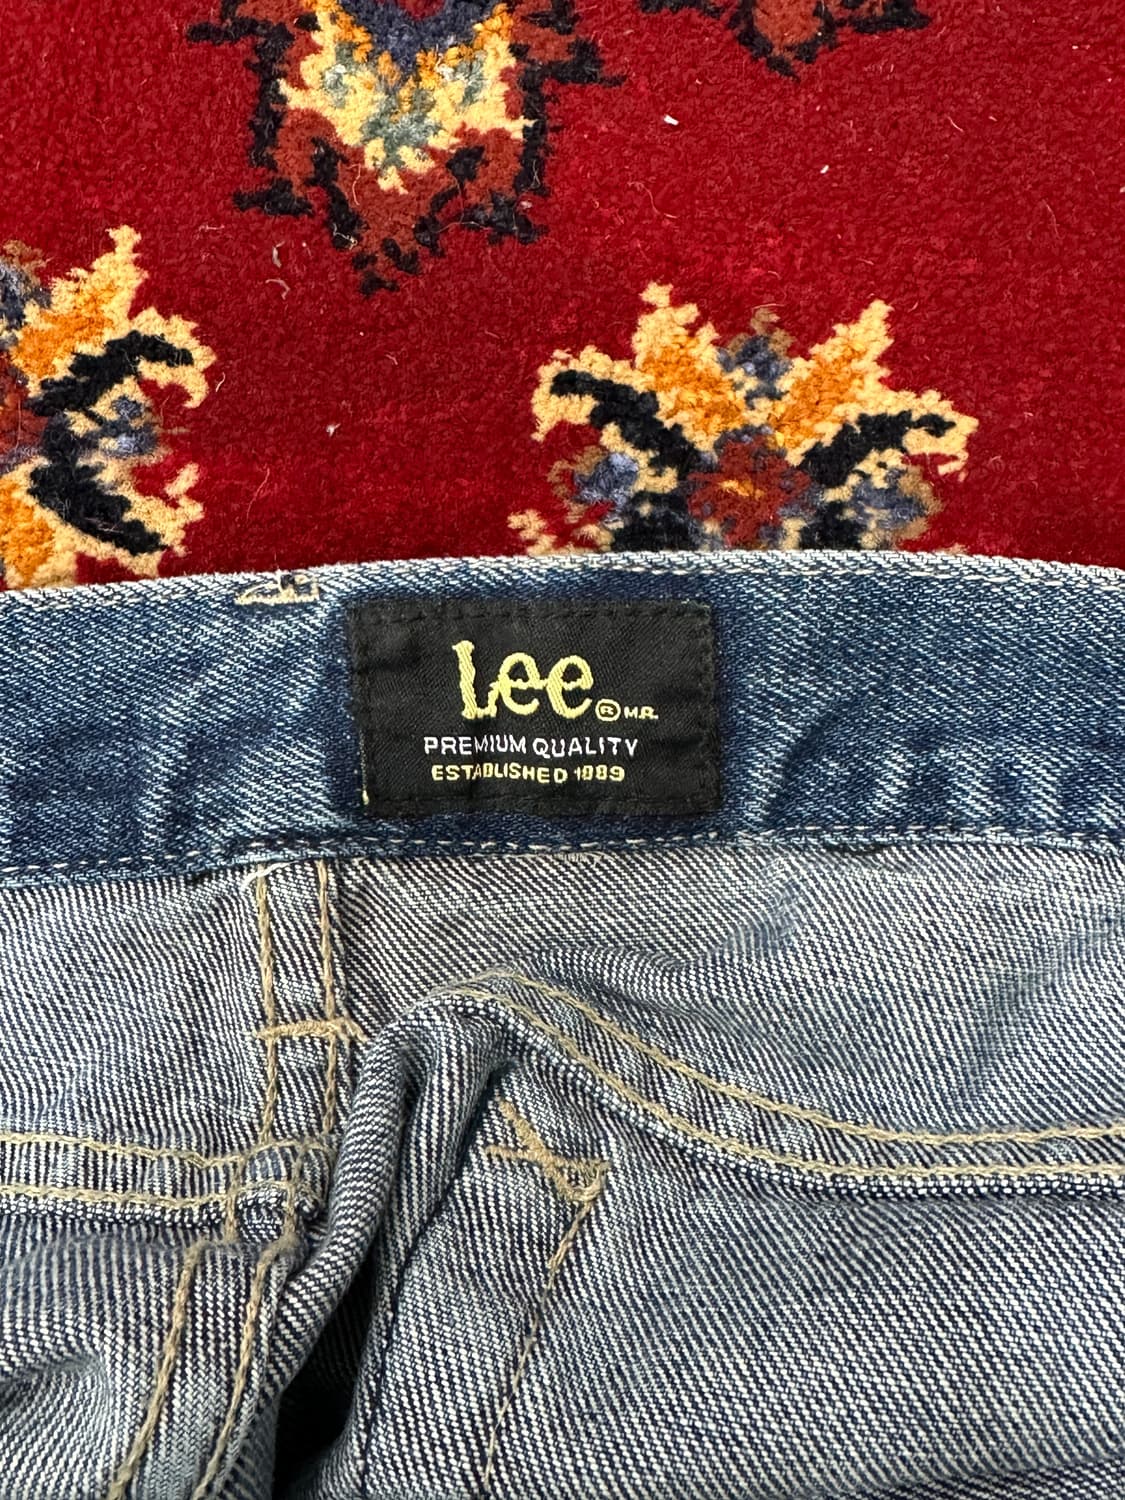 Lee ® M.R.
PREMIUM QUALITY
ESTABLISHED 1889